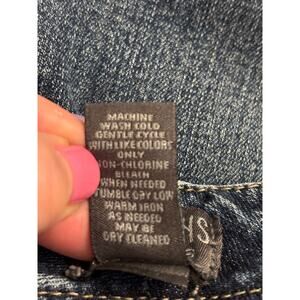 MACHINE
WASH COLD
GENTLE CYCLE
WITH LIKE COLORS
ONLY
NON-CHLORINE
BLEACH
WHEN NEEDED
TUMBLE DRY LOW
WARM IRON
AS NEEDED
MAY BE
DRY CLEANED